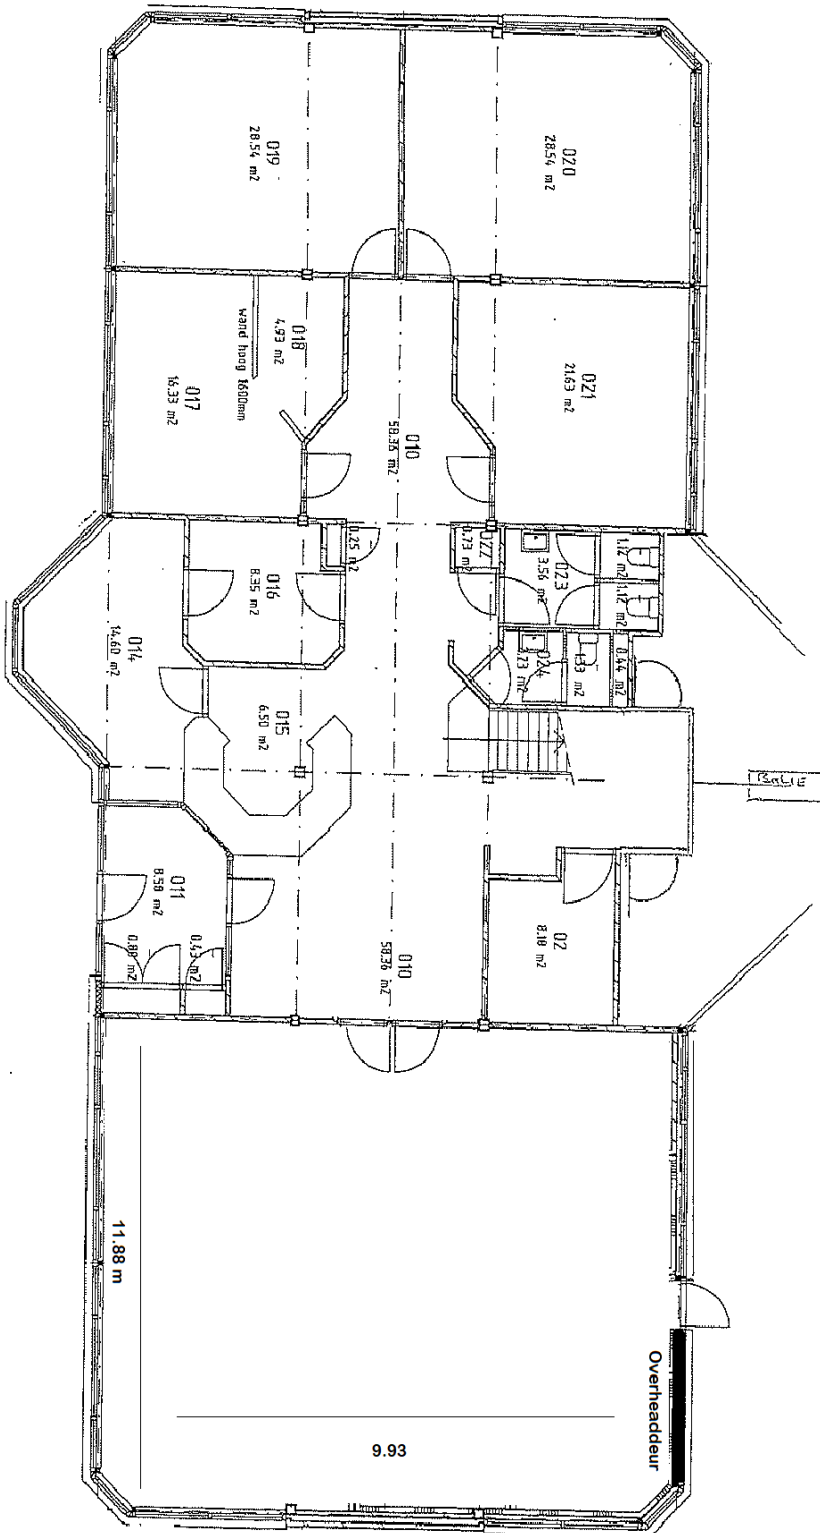 019
28.54 m2
020
28.54 m2
018
4.93 m2
wand hoog 1600mm
017
16.33 m2
021
21.63 m2
010
58.36 m2
0.25 m2
022
0.73 m2
023
3.56 m2
1.12 m2
1.12 m2
016
8.35 m2
014
14.60 m2
024
.23 m2
1.33 m2
0.44 m2
015
6.50 m2
BALIE
011
8.58 m2
0.88 m2
0.43 m2
010
58.36 m2
02
8.18 m2
11.88 m
9.93
Overheaddeur